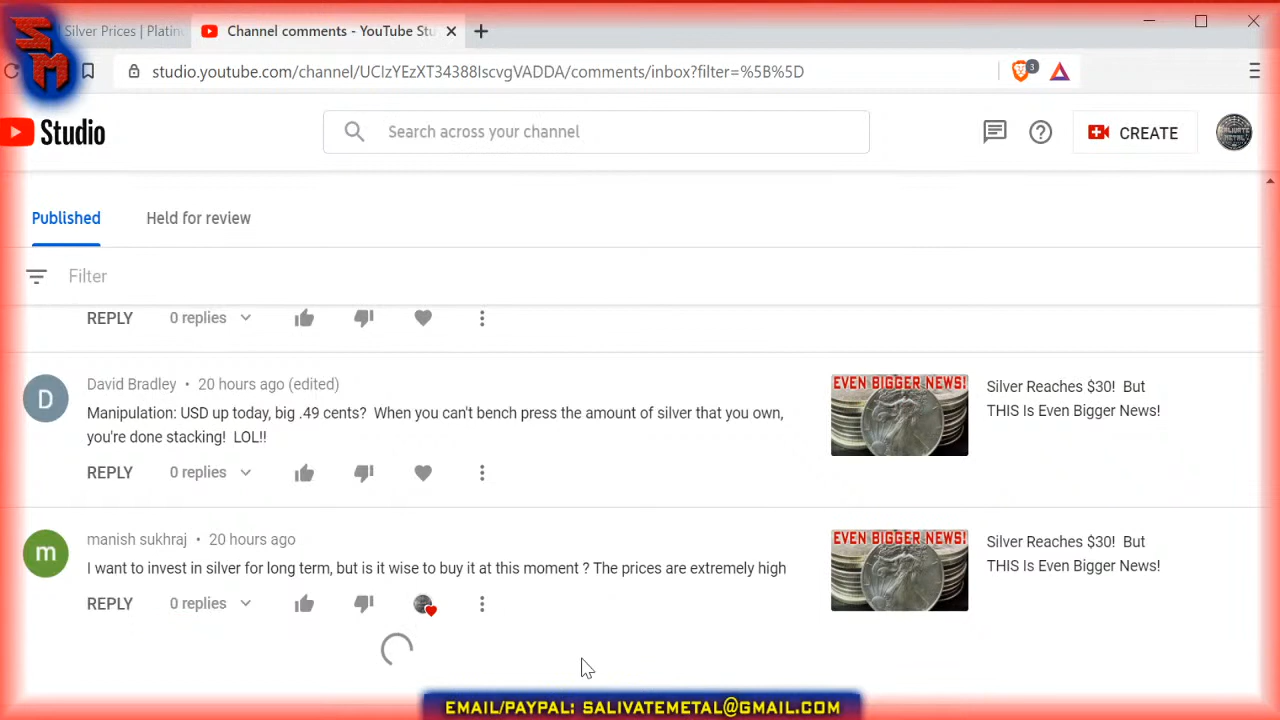 SM
Silver Prices | Platin
Channel comments - YouTube Stu
studio.youtube.com/channel/UCIzYEzXT34388IscvgVADDA/comments/inbox?filter=%5B%5D
3
Studio
Search across your channel
CREATE
Published
Held for review
Filter
REPLY 0 replies
D
David Bradley • 20 hours ago (edited)
Manipulation: USD up today, big .49 cents? When you can't bench press the amount of silver that you own,
you're done stacking! LOL!!
REPLY 0 replies
EVEN BIGGER NEWS!
Silver Reaches $30! But
THIS Is Even Bigger News!
m
manish sukhraj • 20 hours ago
I want to invest in silver for long term, but is it wise to buy it at this moment ? The prices are extremely high
REPLY 0 replies
EVEN BIGGER NEWS!
Silver Reaches $30! But
THIS Is Even Bigger News!
EMAIL/PAYPAL: SALIVATEMETAL@GMAIL.COM